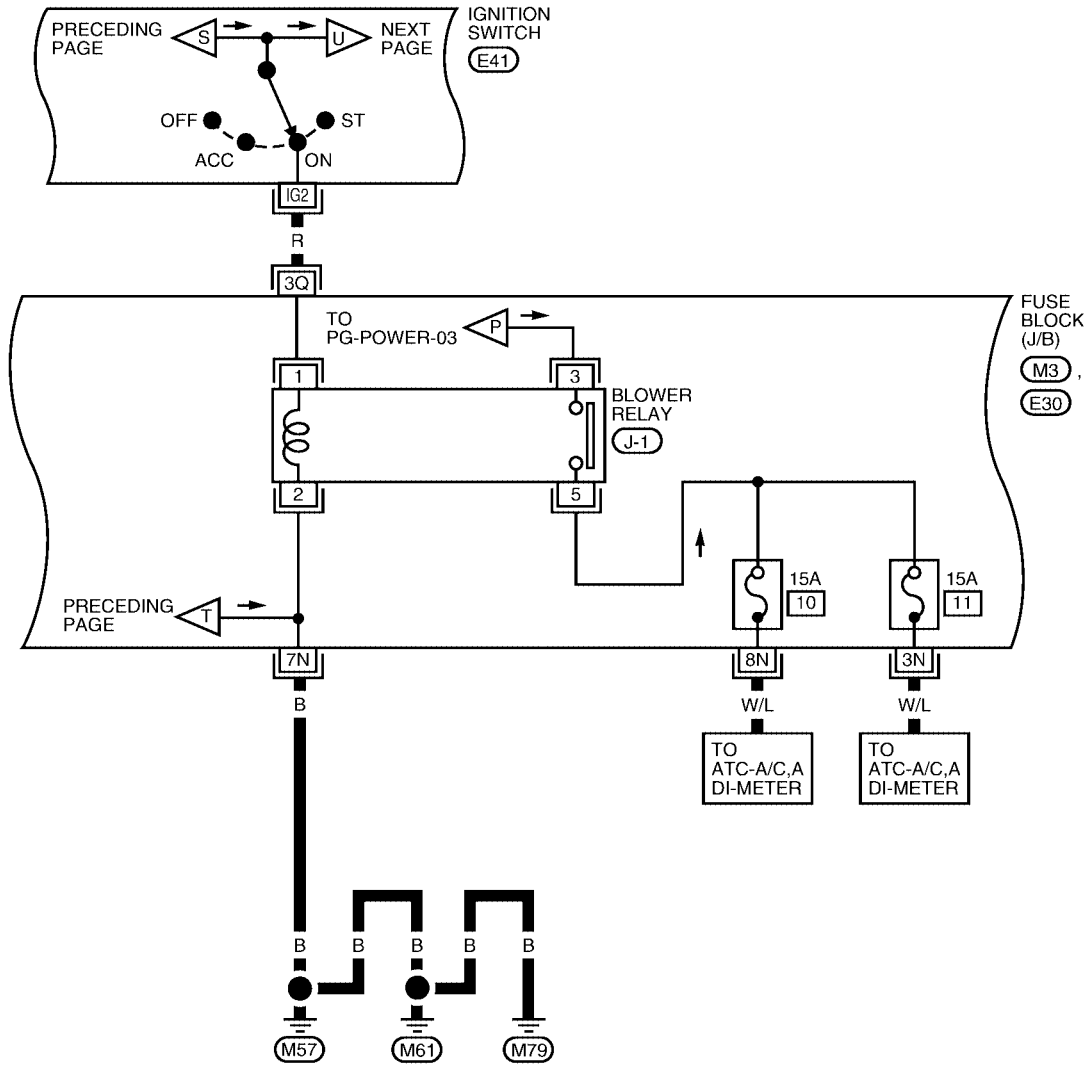 IGNITION
SWITCH
E41
PRECEDING
PAGE
S
U
NEXT
PAGE
OFF
ACC
ON
ST
IG2
R
3Q
FUSE
BLOCK
(J/B)
M3 ,
E30
TO
PG-POWER-03
P
1
3
BLOWER
RELAY
J-1
2
5
15A
10
15A
11
PRECEDING
PAGE
T
7N
8N
3N
B
W/L
W/L
TO
ATC-A/C,A
DI-METER
TO
ATC-A/C,A
DI-METER
B
B
B
B
B
M57
M61
M79